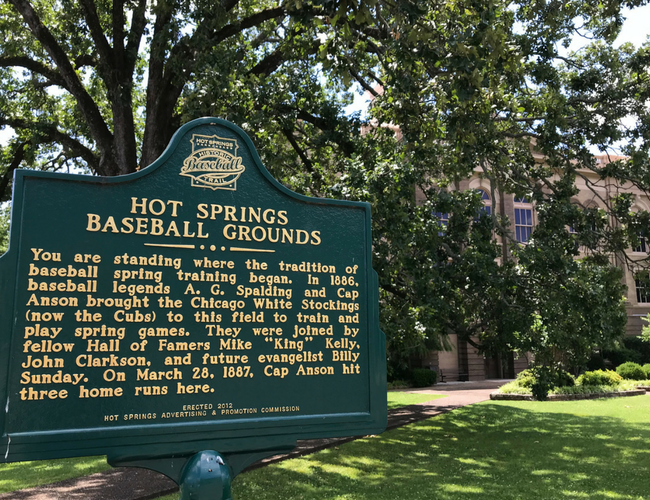 HOT SPRINGS
HISTORIC
Baseball
TRAIL
HOT SPRINGS
BASEBALL GROUNDS
You are standing where the tradition of
baseball spring training began. In 1886,
baseball legends A. G. Spalding and Cap
Anson brought the Chicago White Stockings
(now the Cubs) to this field to train and
play spring games. They were joined by
fellow Hall of Famers Mike "King" Kelly,
John Clarkson, and future evangelist Billy
Sunday. On March 28, 1887, Cap Anson hit
three home runs here.
ERECTED 2012
HOT SPRINGS ADVERTISING & PROMOTION COMMISSION